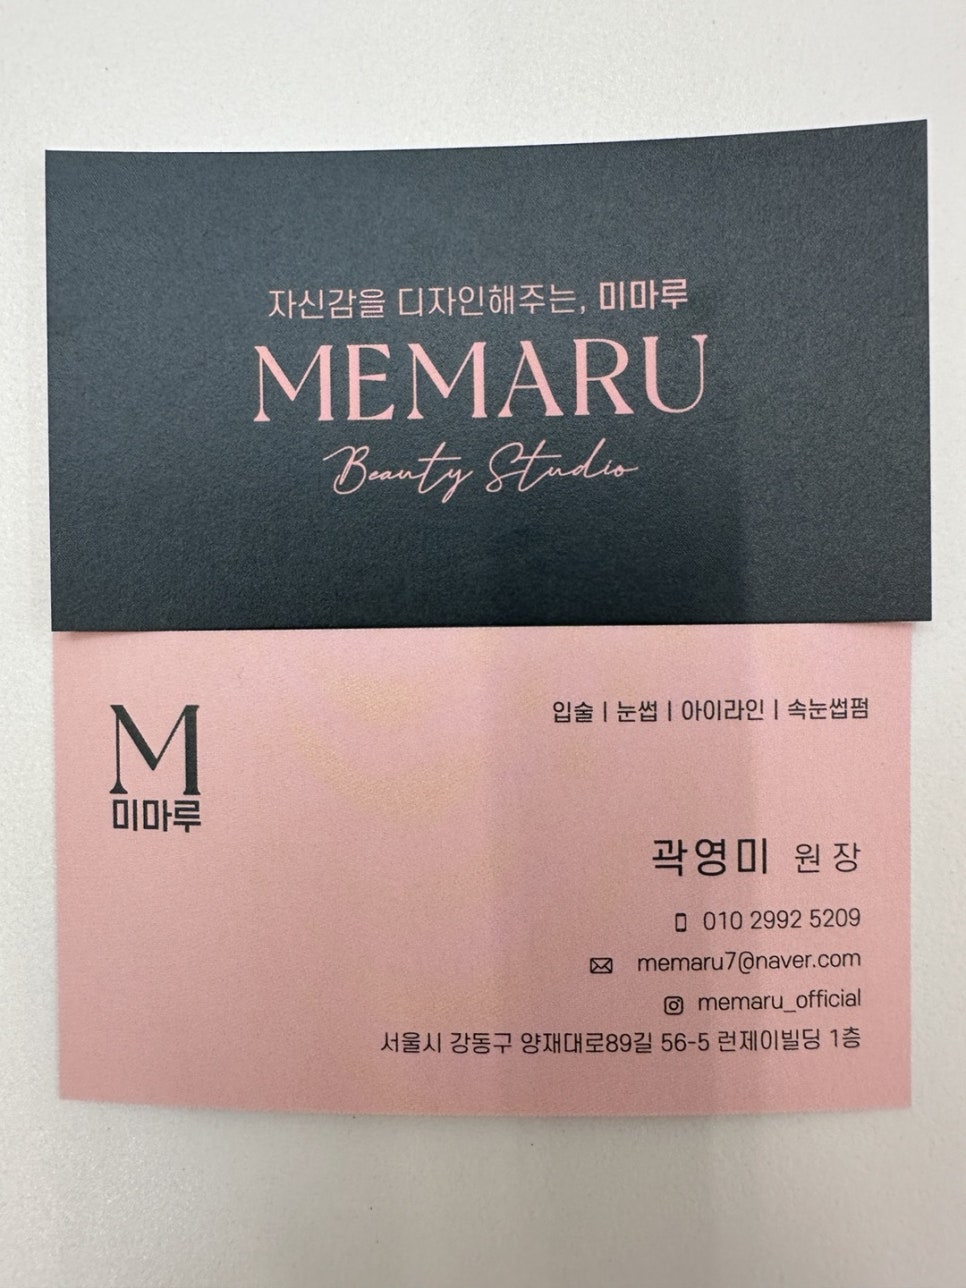 자신감을 디자인해주는, 미마루
MEMARU
Beauty Studio
M
미마루
입술 | 눈썹 | 아이라인 | 속눈썹펌
곽영미 원장
010 2992 5209
memaru7@naver.com
memaru_official
서울시 강동구 양재대로89길 56-5 런제이빌딩 1층